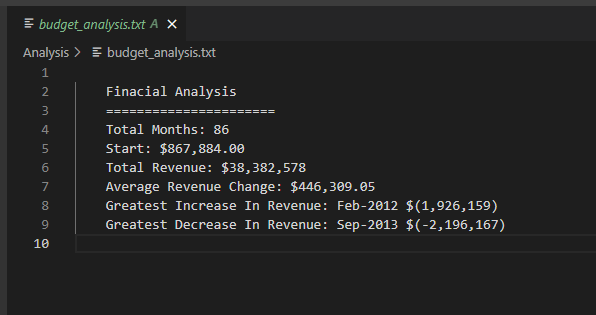 budget_analysis.txt A
Analysis > budget_analysis.txt
1
2 Finacial Analysis
3 ======================
4 Total Months: 86
5 Start: $867,884.00
6 Total Revenue: $38,382,578
7 Average Revenue Change: $446,309.05
8 Greatest Increase In Revenue: Feb-2012 $(1,926,159)
9 Greatest Decrease In Revenue: Sep-2013 $(-2,196,167)
10